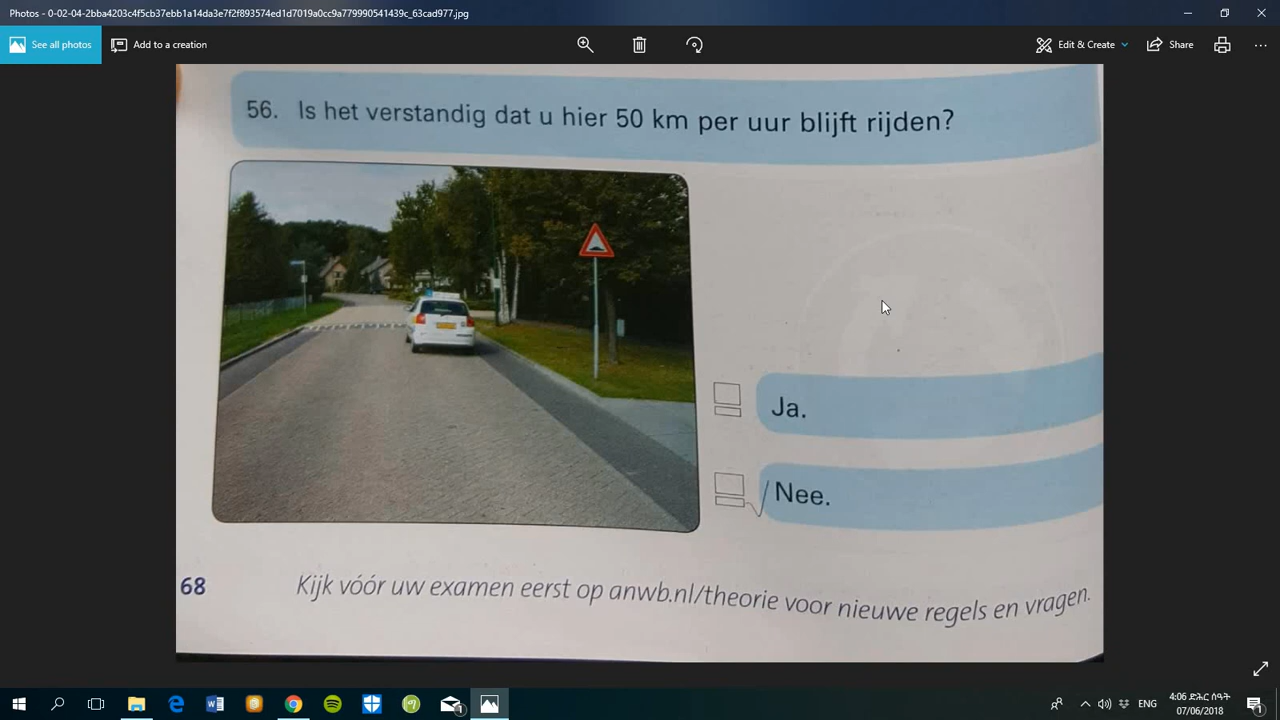 Photos - 0-02-04-2bba4203c4f5cb37ebb1a14da3e7f2f893574ed1d7019a0cc9a779990541439c_63cad977.jpg
See all photos
Add to a creation
Edit & Create
Share
56. Is het verstandig dat u hier 50 km per uur blijft rijden?
Ja.
Nee.
68
Kijk vóór uw examen eerst op anwb.nl/theorie voor nieuwe regels en vragen.
ENG
4:06 ድሕር ሰዓት
07/06/2018